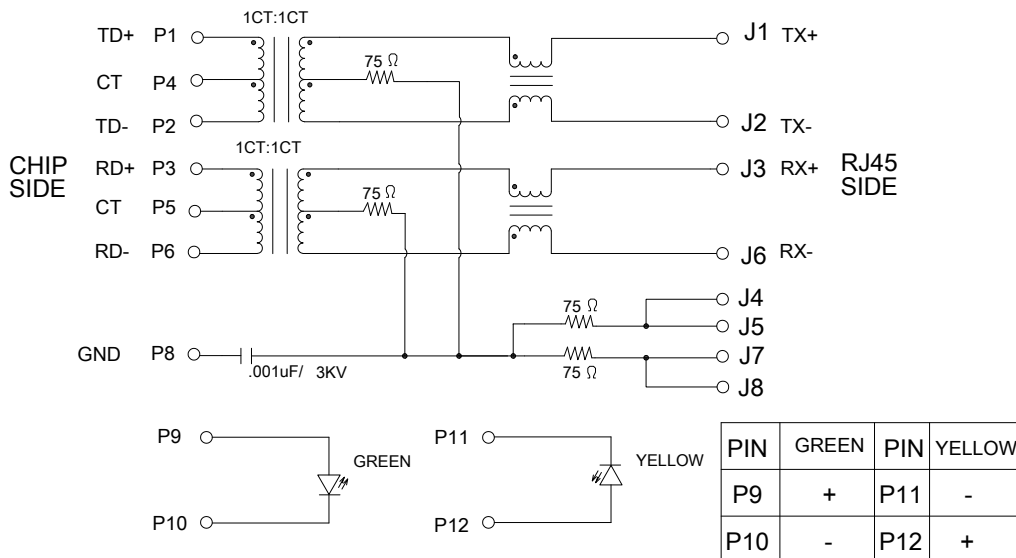 1CT:1CT
TD+ P1
75 Ω
J1 TX+
CT P4
TD- P2
J2 TX-
1CT:1CT
CHIP
SIDE
RD+ P3
J3 RX+
RJ45
SIDE
75 Ω
CT P5
RD- P6
J6 RX-
J4
75 Ω
J5
GND P8
J7
.001uF/ 3KV
75 Ω
J8
P9
GREEN
P10
P11
YELLOW
P12
PIN GREEN PIN YELLOW
P9 + P11 -
P10 - P12 +